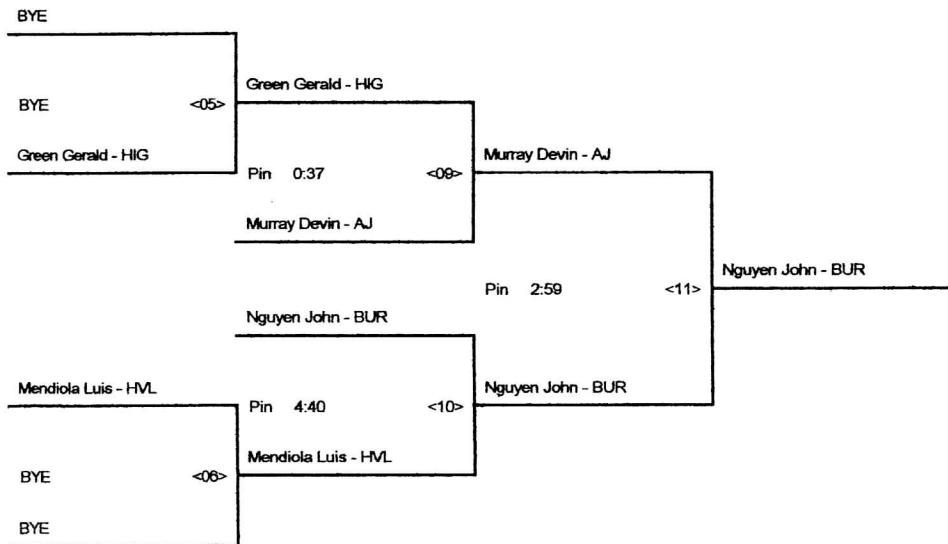 BYE
Green Gerald - HIG
BYE <05>
Green Gerald - HIG
Murray Devin - AJ
Pin 0:37 <09>
Murray Devin - AJ
Nguyen John - BUR
Pin 2:59 <11>
Nguyen John - BUR
Mendiola Luis - HVL
Nguyen John - BUR
Pin 4:40 <10>
Mendiola Luis - HVL
BYE <06>
BYE